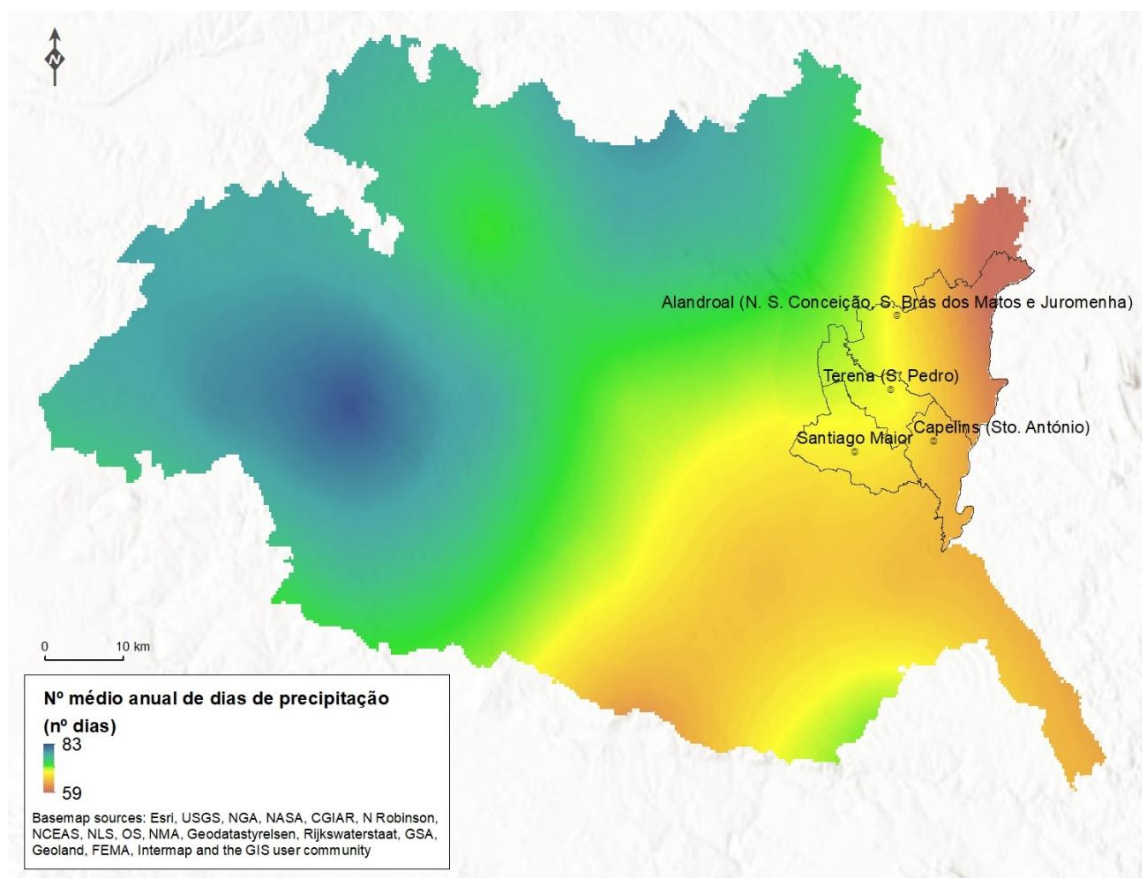 N
Alandroal (N. S. Conceição, S. Brás dos Matos e Juromenha)
Terena (S. Pedro)
Capelins (Sto. António)
Santiago Maior
0 10 km
Nº médio anual de dias de precipitação
(nº dias)
83
59
Basemap sources: Esri, USGS, NGA, NASA, CGIAR, N Robinson,
NCEAS, NLS, OS, NMA, Geodatastyrelsen, Rijkswaterstaat, GSA,
Geoland, FEMA, Intermap and the GIS user community